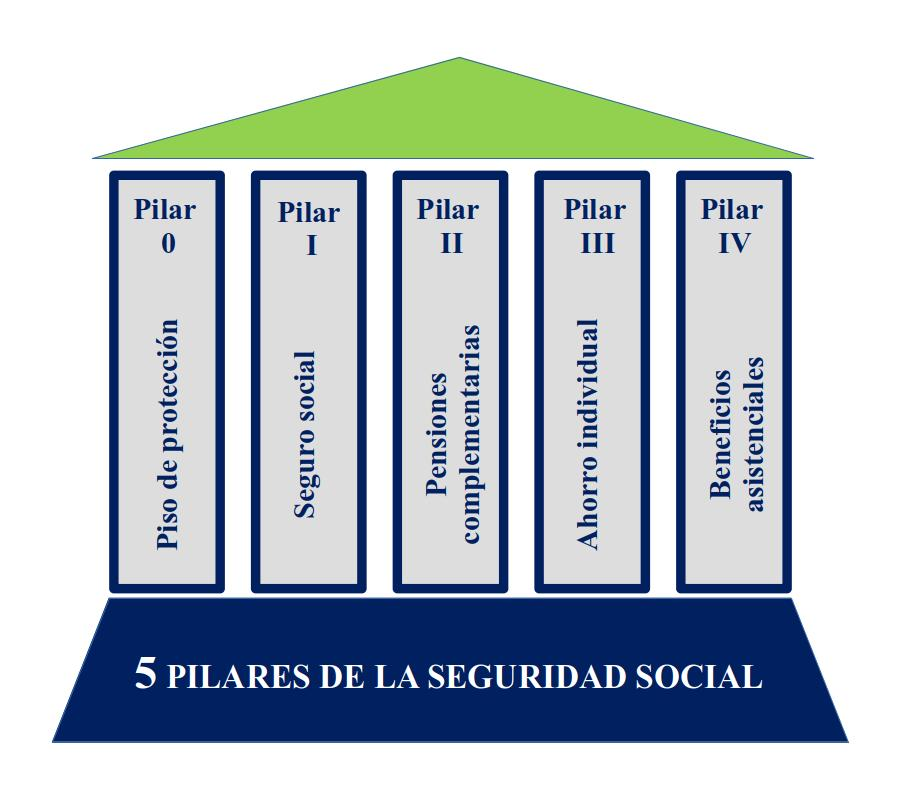 Pilar
0
Piso de protección
Pilar
I
Seguro social
Pilar
II
Pensiones
complementarias
Pilar
III
Ahorro individual
Pilar
IV
Beneficios
asistenciales
5 PILARES DE LA SEGURIDAD SOCIAL